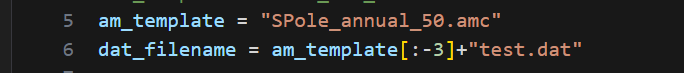 5 am_template = "SPole_annual_50.amc"
6 dat_filename = am_template[:-3]+"test.dat"